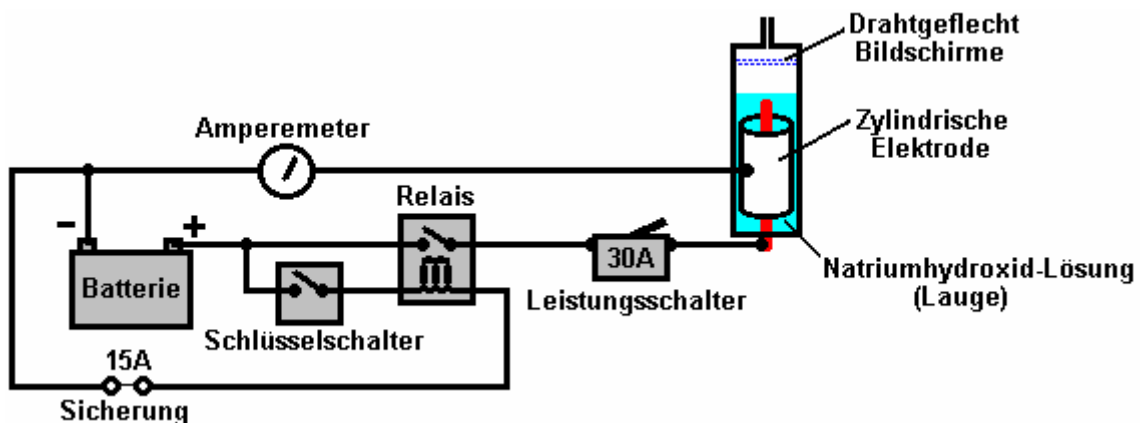 Drahtgeflecht
Bildschirme
Amperemeter
Zylindrische
Elektrode
Relais
- +
Batterie
30A
Natriumhydroxid-Lösung
(Lauge)
Leistungsschalter
Schlüsselschalter
15A
Sicherung